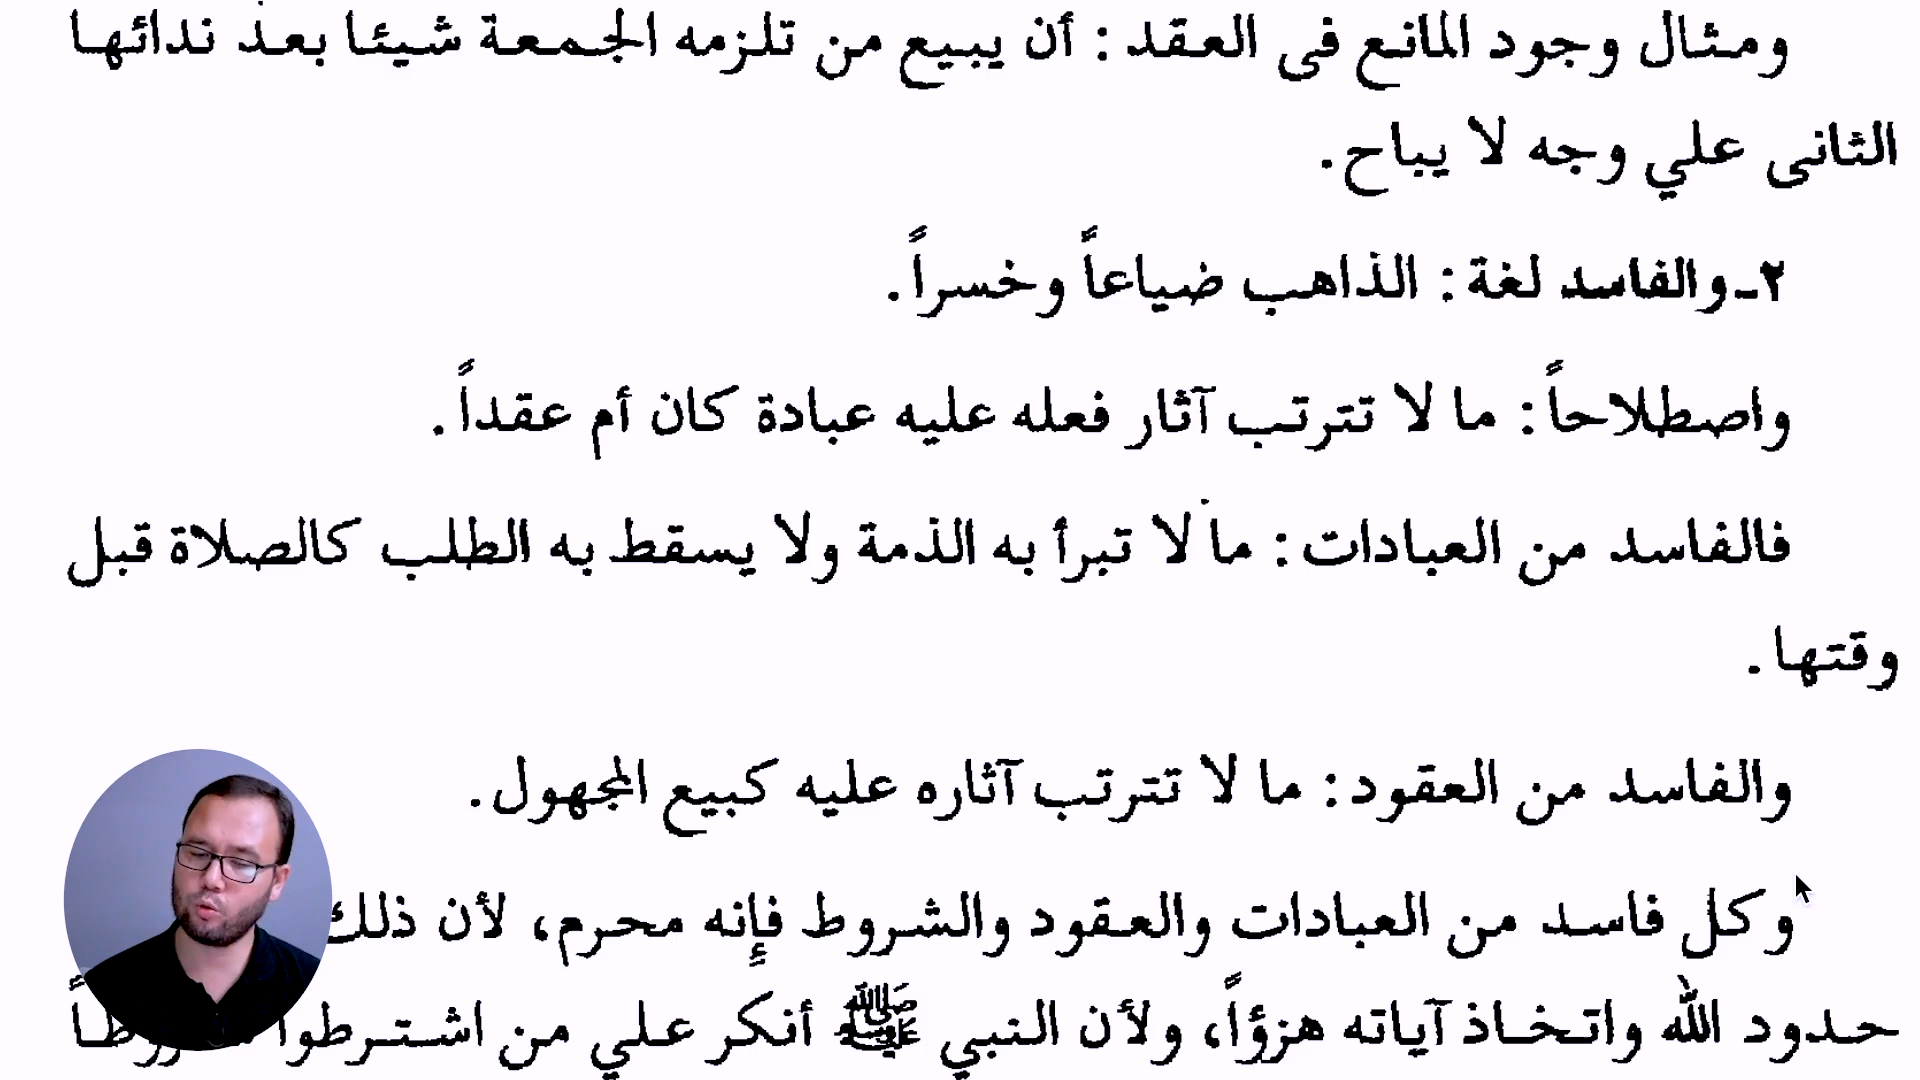 ومثال وجود المانع فى العقد : أن يبيع من تلزمه الجمعة شيئا بعد ندائها
الثانى علي وجه لا يباح .
٢ـ والفاسد لغة : الذاهب ضياعاً وخسراً .
واصطلاحاً : ما لا تترتب آثار فعله عليه عبادة كان أم عقداً .
فالفاسد من العبادات : ما لا تبرأ به الذمة ولا يسقط به الطلب كالصلاة قبل
وقتها .
والفاسد من العقود : ما لا تترتب آثاره عليه كبيع المجهول .
وكل فاسد من العبادات والعقود والشروط فإنه محرم، لأن ذلك
حدود الله واتخاذ آياته هزؤاً، ولأن النبي ﷺ أنكر علي من اشترطوا